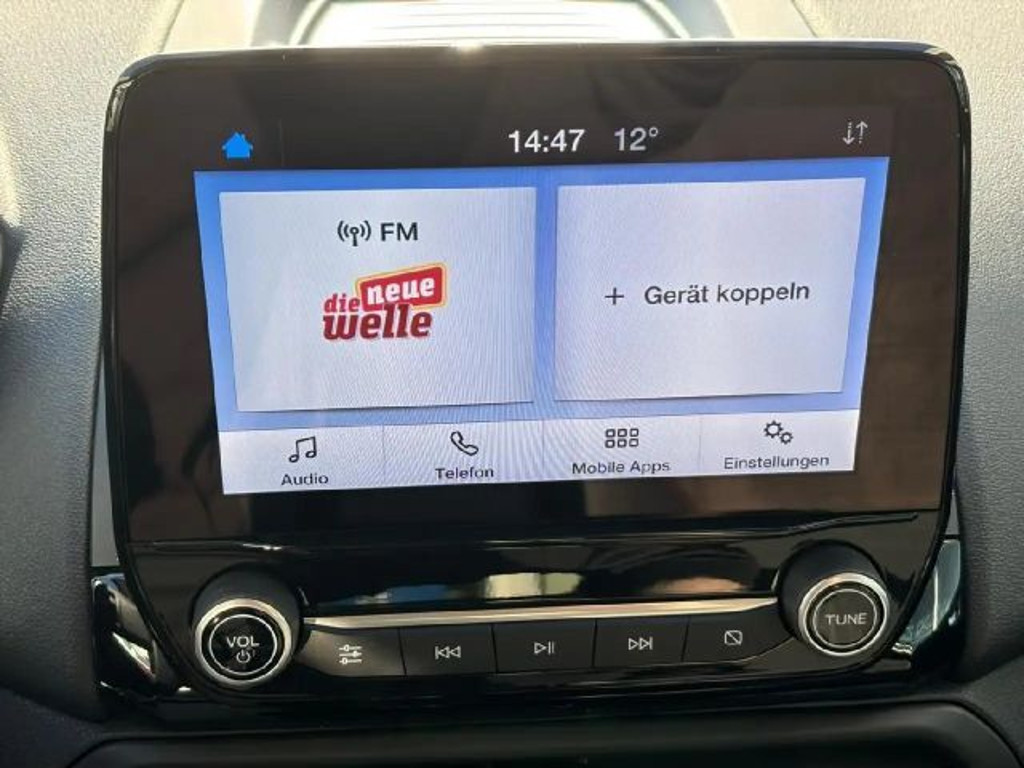 14:47 12°
FM
die neue
welle
+ Gerät koppeln
Audio
Telefon
Mobile Apps
Einstellungen
VOL
TUNE